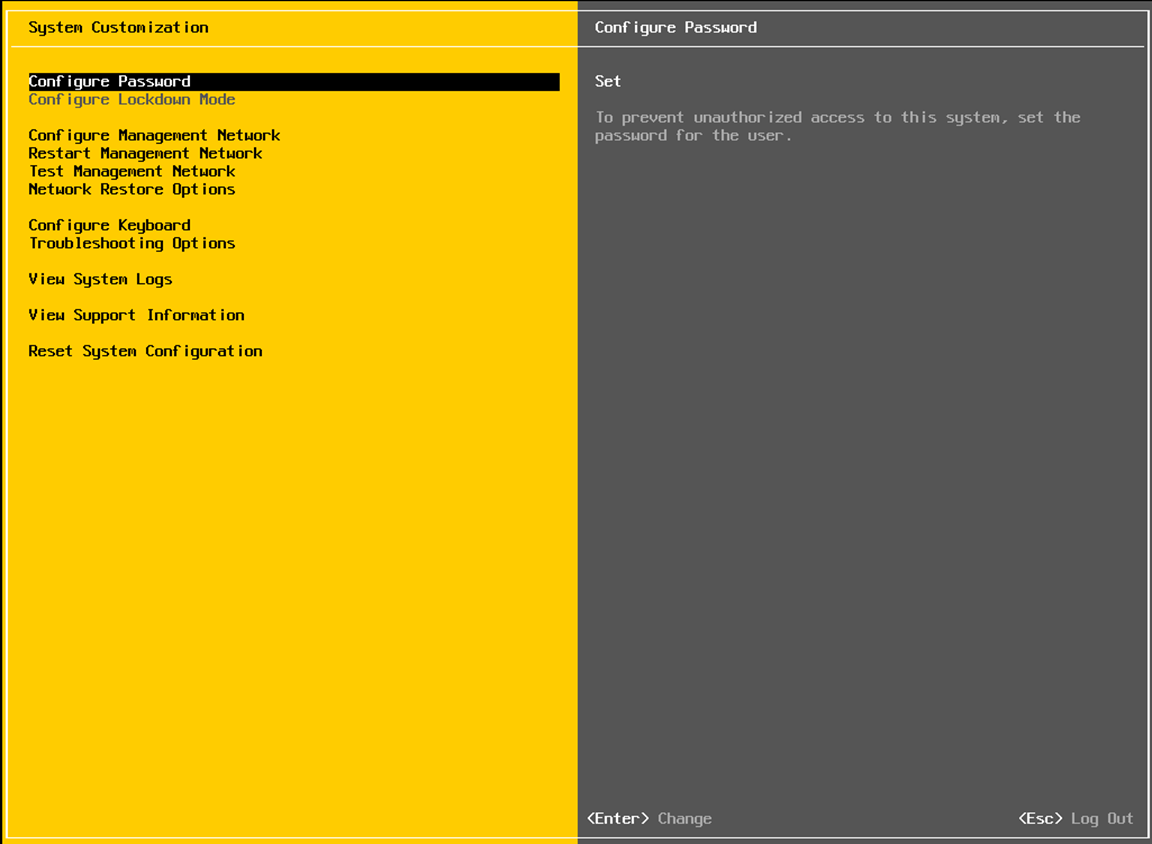 System Customization
Configure Password
Configure Lockdown Mode
Configure Management Network
Restart Management Network
Test Management Network
Network Restore Options
Configure Keyboard
Troubleshooting Options
View System Logs
View Support Information
Reset System Configuration
Configure Password
Set
To prevent unauthorized access to this system, set the
password for the user.
<Enter> Change
<Esc> Log Out